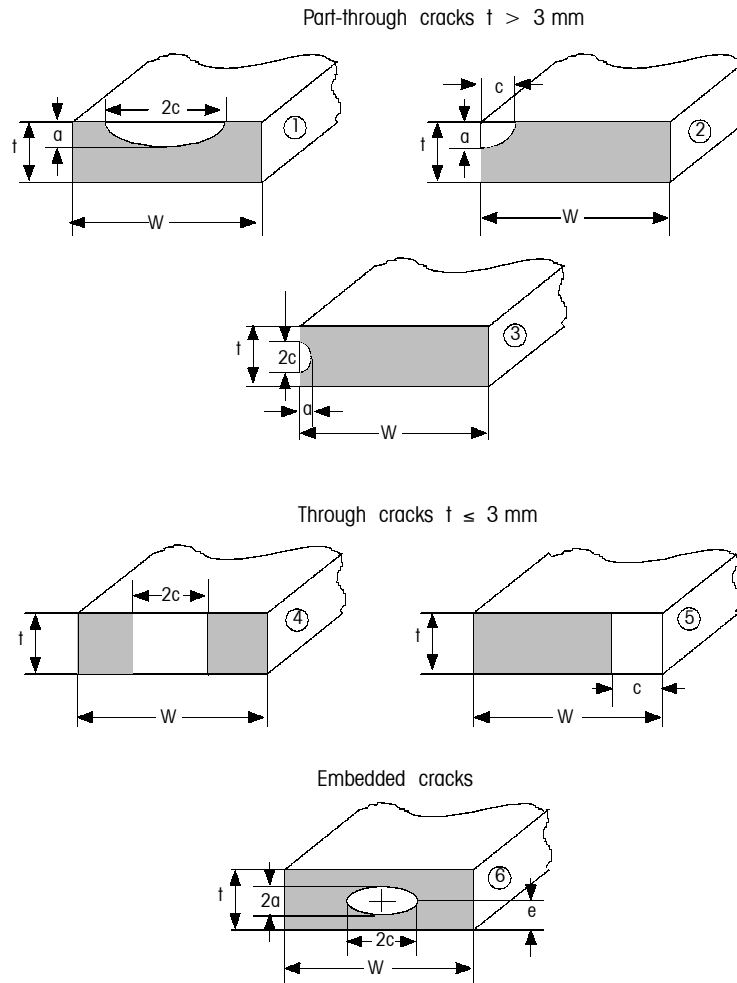 Part-through cracks t > 3 mm
2c
a
t
1
W
c
a
t
2
W
t
2c
3
a
W
Through cracks t ≤ 3 mm
2c
t
4
W
t
5
c
W
Embedded cracks
t
2a
6
e
2c
W